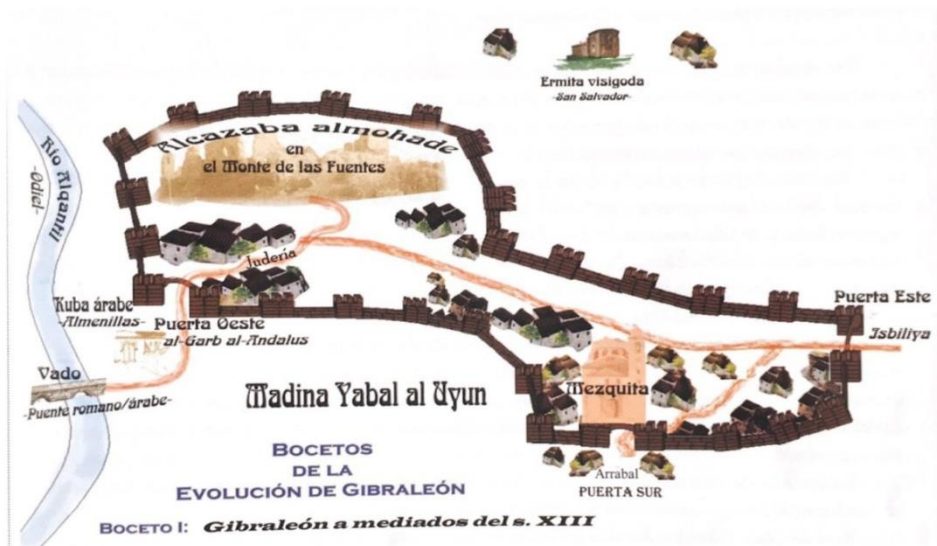 Ermita visigoda
-San Salvador-
Alcazaba almohade
en
el Monte de las Fuentes
Río Alqantil
-Odiel-
Judería
Kuba árabe
-Almenillas-
Puerta Oeste
al-Garb al-Andalus
Puerta Este
Isbiliya
Vado
-Puente romano/árabe-
Mezquita
Madina Yabal al Uyun
Arrabal
PUERTA SUR
BOCETOS
DE LA
EVOLUCIÓN DE GIBRALEÓN
BOCETO I: Gibraleón a mediados del s. XIII